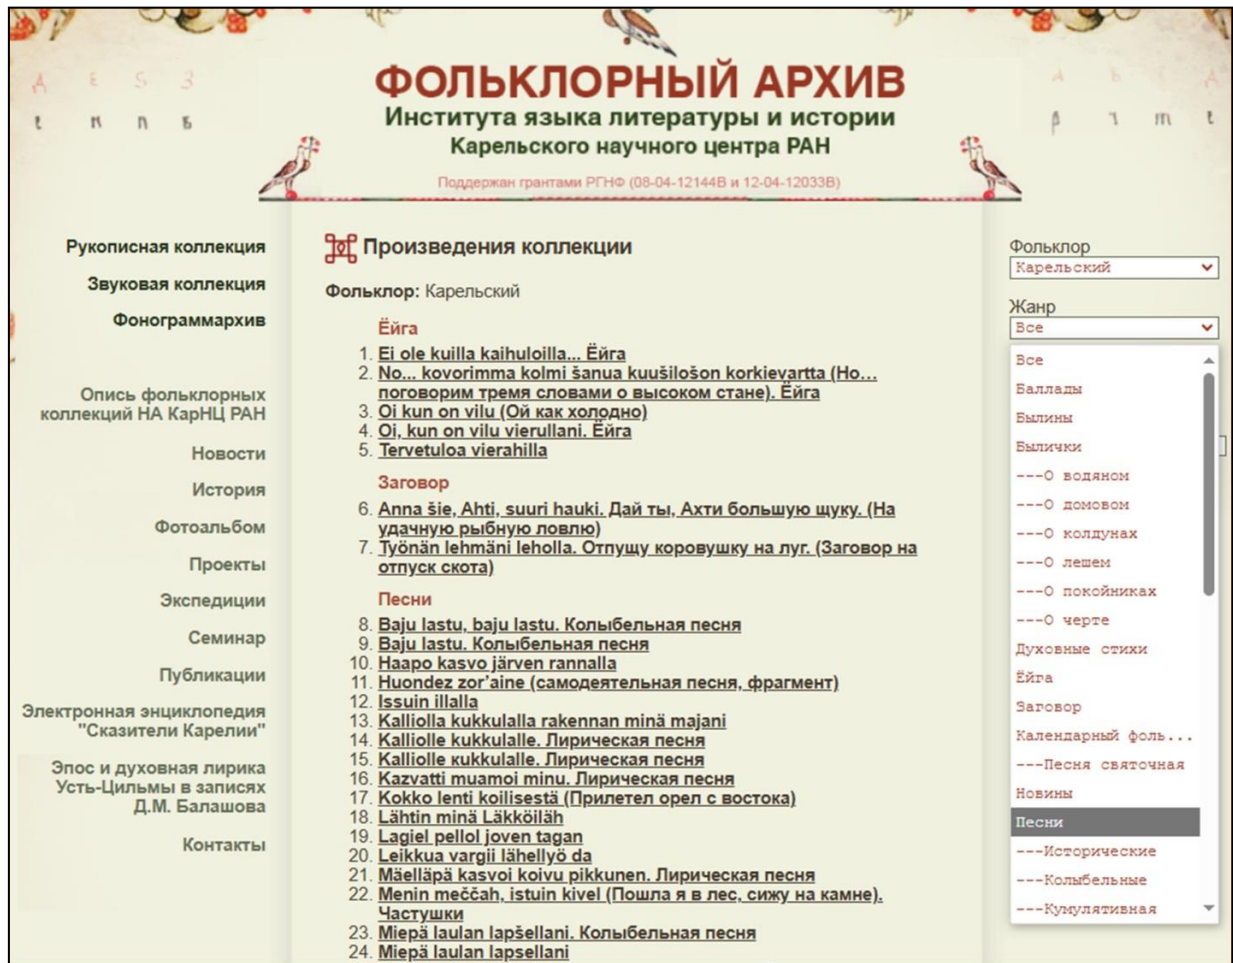 Д Е S З
ФОЛЬКЛОРНЫЙ АРХИВ
Института языка литературы и истории
Карельского научного центра РАН
Поддержан грантами РГНФ (08-04-12144В и 12-04-12033В)
Рукописная коллекция
Звуковая коллекция
Фонограммархив
Опись фольклорных
коллекций НА КарНЦ РАН
Новости
История
Фотоальбом
Проекты
Экспедиции
Семинар
Публикации
Электронная энциклопедия
"Сказители Карелии"
Эпос и духовная лирика
Усть-Цильмы в записях
Д.М. Балашова
Контакты
Произведения коллекции
Фольклор: Карельский
Ёйга
1. Ei ole kuilla kaihuloilla... Ёйга
2. No... kovorimma kolmi šanua kuušilošon korkievartta (Но…
поговорим тремя словами о высоком стане). Ёйга
3. Oi kun on vilu (Ой как холодно)
4. Oi, kun on vilu vierullani. Ёйга
5. Tervetuloa vierahilla
Заговор
6. Anna šie, Ahti, suuri hauki. Дай ты, Ахти большую щуку. (На
удачную рыбную ловлю)
7. Työnän lehmäni leholla. Отпущу коровушку на луг. (Заговор на
отпуск скота)
Песни
8. Baju lastu, baju lastu. Колыбельная песня
9. Baju lastu. Колыбельная песня
10. Haapo kasvo järven rannalla
11. Huondez zor’aine (самодеятельная песня, фрагмент)
12. Issuin illalla
13. Kalliolla kukkulalla rakennan minä majani
14. Kalliolle kukkulalle. Лирическая песня
15. Kalliolle kukkulalle. Лирическая песня
16. Kazvatti muamoi minu. Лирическая песня
17. Kokko lenti koilisestä (Прилетел орел с востока)
18. Lähtin minä Läkköiläh
19. Lagiel pellol joven tagan
20. Leikkua vargii lähellyö da
21. Mäelläpä kasvoi koivu pikkunen. Лирическая песня
22. Menin meččah, istuin kivel (Пошла я в лес, сижу на камне).
Частушки
23. Miepä laulan lapšellani. Колыбельная песня
24. Miepä laulan lapsellani
Фольклор
Карельский
Жанр
Все
Все
Баллады
Былины
Былички
---О водяном
---О домовом
---О колдунах
---О лешем
---О покойниках
---О черте
Духовные стихи
Ёйга
Заговор
Календарный фоль...
---Песня святочная
Новины
Песни
---Исторические
---Колыбельные
---Кумулятивная